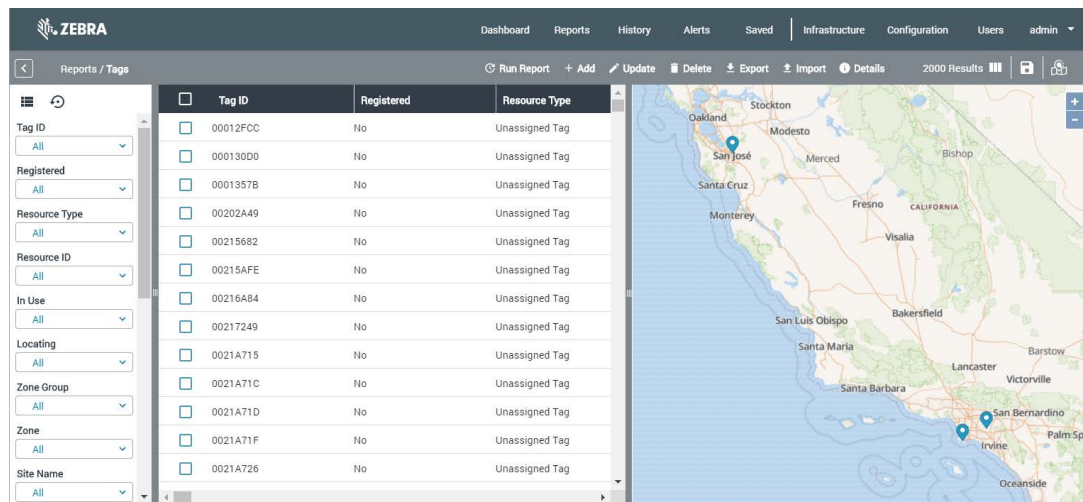 ZEBRA
Dashboard Reports History Alerts Saved Infrastructure Configuration Users admin
Reports / Tags
Run Report + Add Update Delete Export Import Details 2000 Results
Tag ID
All
Registered
All
Resource Type
All
Resource ID
All
In Use
All
Locating
All
Zone Group
All
Zone
All
Site Name
All
Tag ID Registered Resource Type
00012FCC No Unassigned Tag
000130D0 No Unassigned Tag
0001357B No Unassigned Tag
00202A49 No Unassigned Tag
00215682 No Unassigned Tag
00215AFE No Unassigned Tag
00216A84 No Unassigned Tag
00217249 No Unassigned Tag
0021A715 No Unassigned Tag
0021A71C No Unassigned Tag
0021A71D No Unassigned Tag
0021A71F No Unassigned Tag
0021A726 No Unassigned Tag
+
-
Stockton
Oakland
Modesto
San José
Merced
Bishop
Santa Cruz
Fresno
CALIFORNIA
Monterey
Visalia
Bakersfield
San Luis Obispo
Santa Maria
Barstow
Lancaster
Victorville
Santa Barbara
San Bernardino
Palm Sp
Irvine
Oceanside